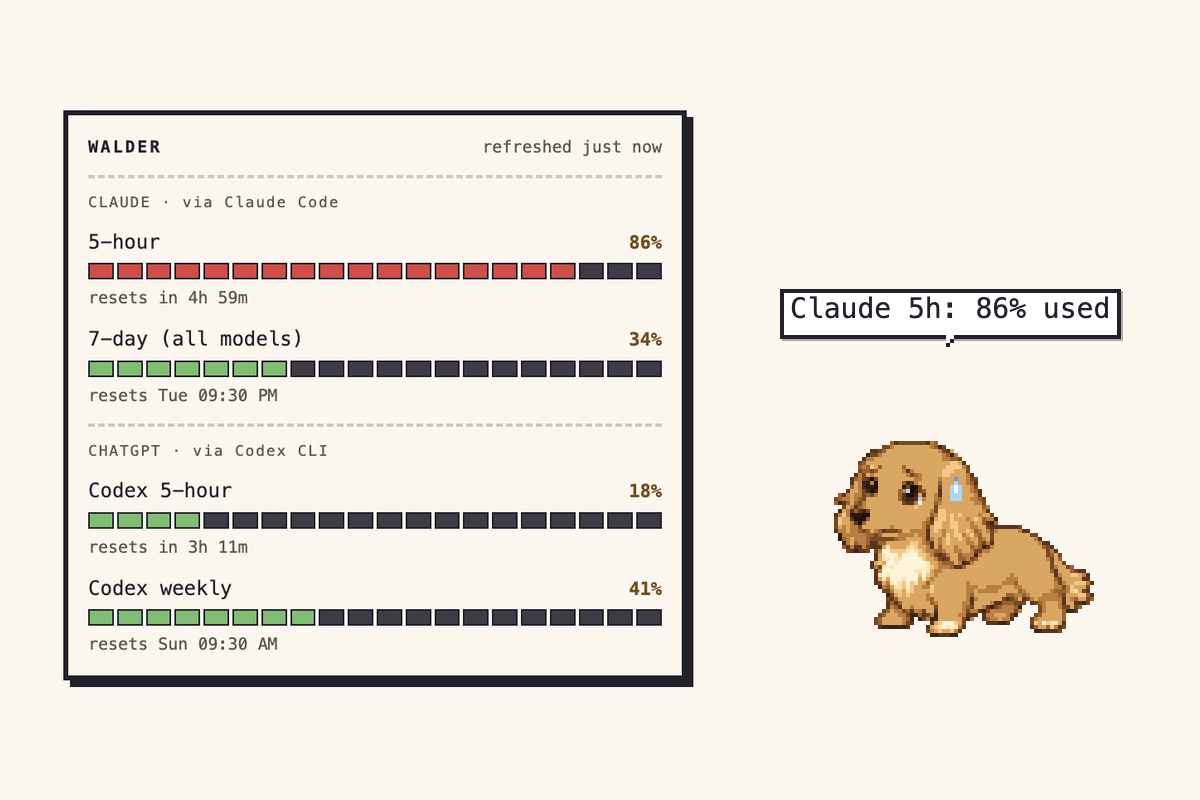 WALDER
refreshed just now
CLAUDE · via Claude Code
5-hour
86%
resets in 4h 59m
7-day (all models)
34%
resets Tue 09:30 PM
CHATGPT · via Codex CLI
Codex 5-hour
18%
resets in 3h 11m
Codex weekly
41%
resets Sun 09:30 AM
Claude 5h: 86% used